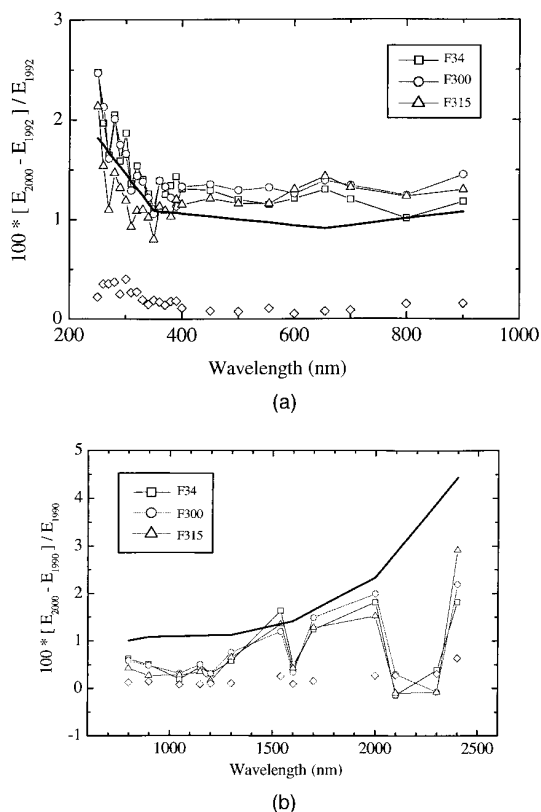 3
2
1
0
100 * [ E2000 - E1992 ] / E1992
F34
F300
F315
200 400 600 800 1000
Wavelength (nm)
(a)
5
4
3
2
1
0
-1
100 * [ E2000 - E1990 ] / E1990
F34
F300
F315
1000 1500 2000 2500
Wavelength (nm)
(b)